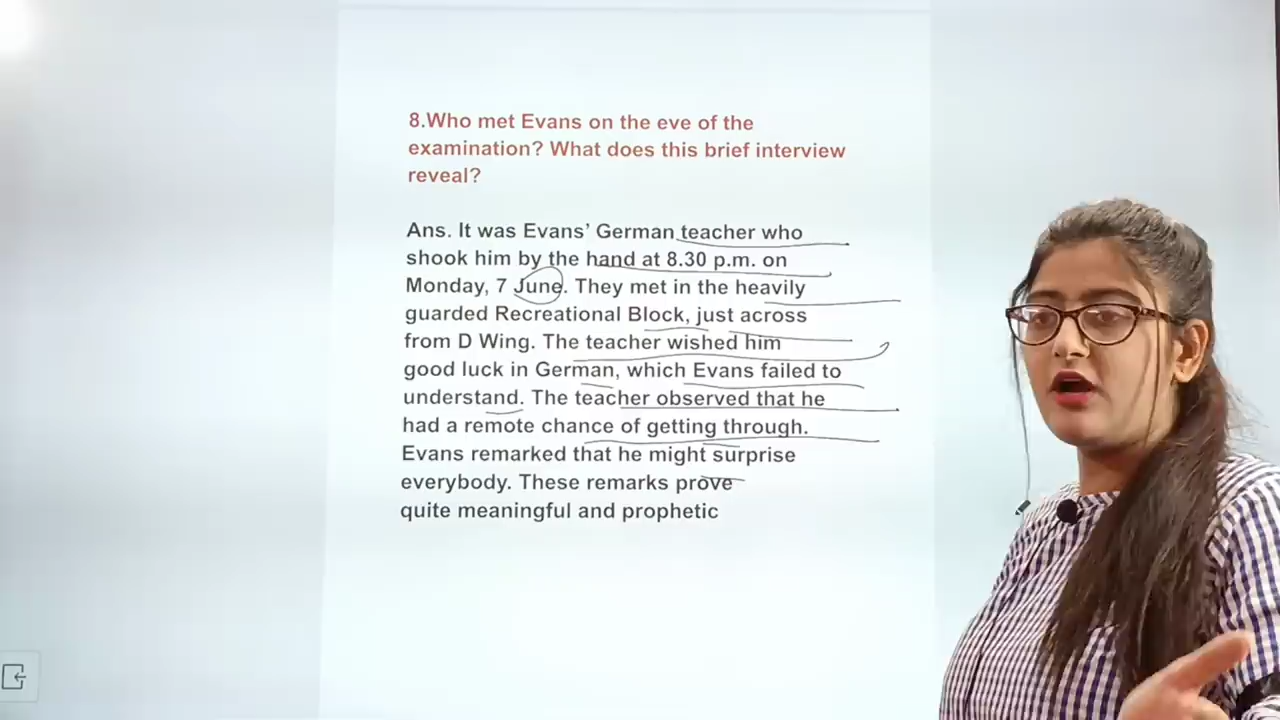 8.Who met Evans on the eve of the
examination? What does this brief interview
reveal?
Ans. It was Evans’ German teacher who
shook him by the hand at 8.30 p.m. on
Monday, 7 June. They met in the heavily
guarded Recreational Block, just across
from D Wing. The teacher wished him
good luck in German, which Evans failed to
understand. The teacher observed that he
had a remote chance of getting through.
Evans remarked that he might surprise
everybody. These remarks prove
quite meaningful and prophetic